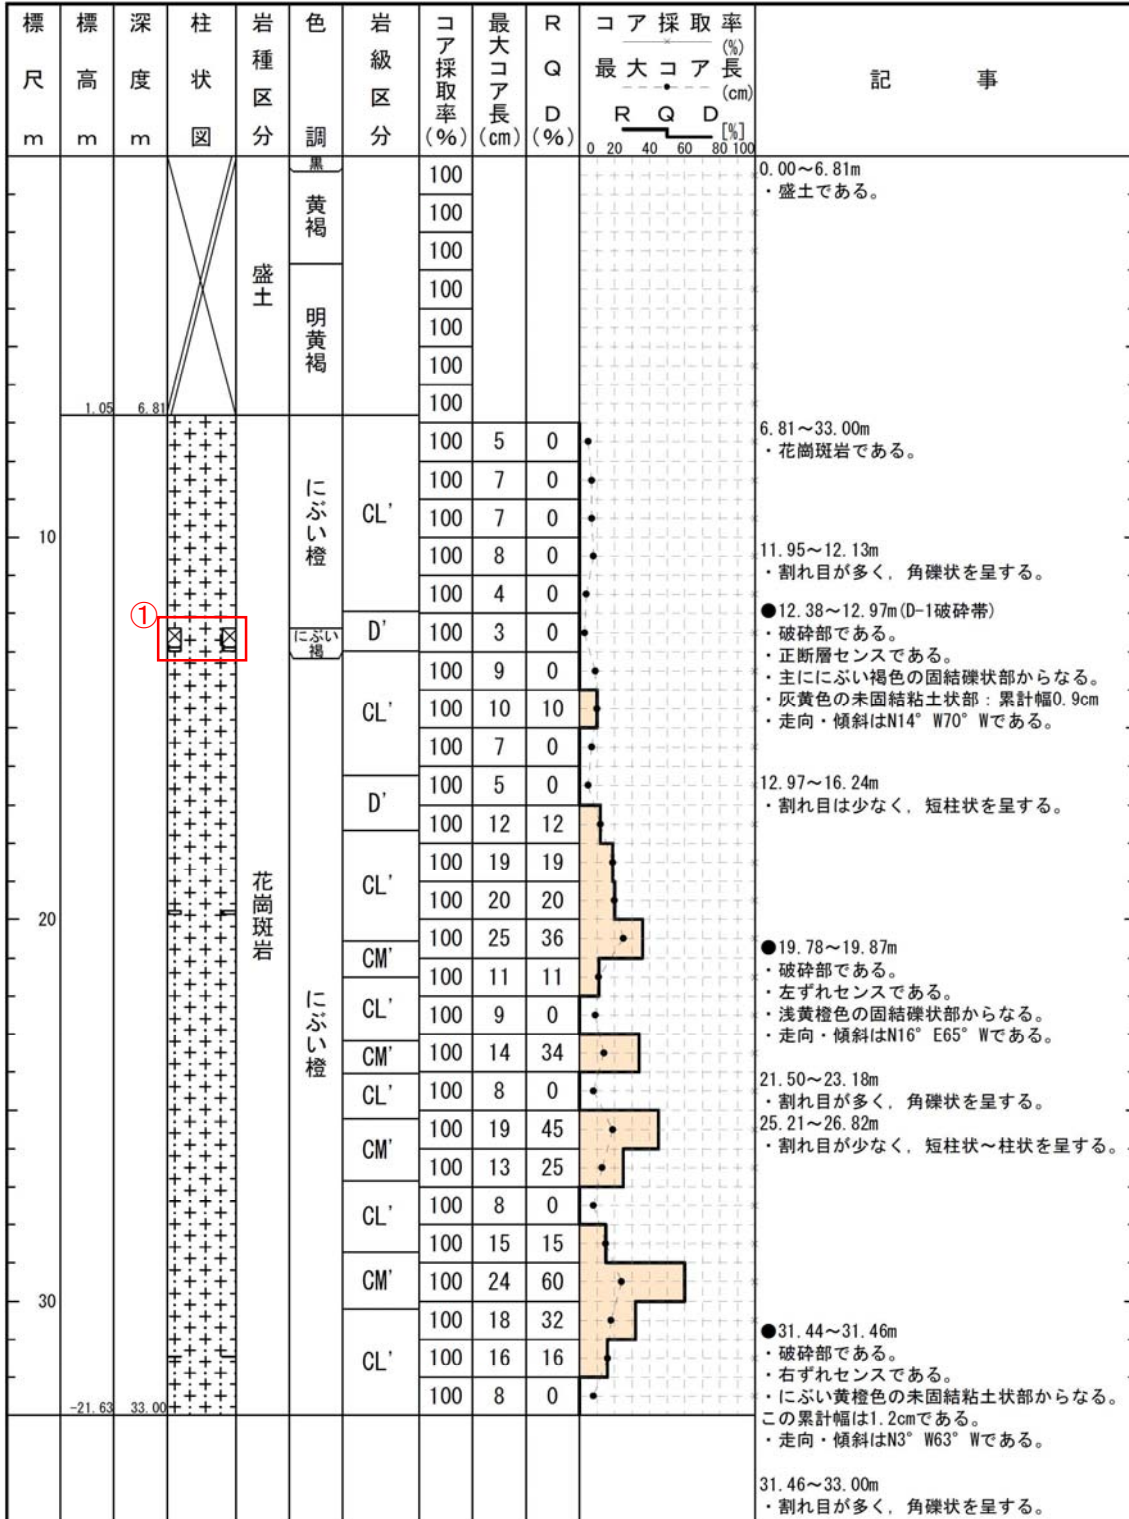 標尺 m
標高 m
深度 m
柱状図
岩種区分
色調
岩級区分
コア採取率(%)
最大コア長(cm)
RQD(%)
コア採取率
(%)
最大コア長
(cm)
RQD
[%]
0 20 40 60 80 100
記事
黒
黄褐
明黄褐
盛土
1.05 6.81
100
100
100
100
100
100
100
0.00～6.81m
・盛土である。
10
20
30
①
花崗斑岩
にぶい橙
にぶい褐
にぶい橙
CL'
D'
CL'
D'
CL'
CM'
CL'
CM'
CL'
CM'
CL'
CM'
CL'
100 5 0
100 7 0
100 7 0
100 8 0
100 4 0
100 3 0
100 9 0
100 10 10
100 7 0
100 5 0
100 12 12
100 19 19
100 20 20
100 25 36
100 11 11
100 9 0
100 14 34
100 8 0
100 19 45
100 13 25
100 8 0
100 15 15
100 24 60
100 18 32
100 16 16
100 8 0
-21.63 33.00
6.81～33.00m
・花崗斑岩である。
11.95～12.13m
・割れ目が多く，角礫状を呈する。
●12.38～12.97m(D-1破砕帯)
・破砕部である。
・正断層センスである。
・主ににぶい褐色の固結礫状部からなる。
・灰黄色の未固結粘土状部：累計幅0.9cm
・走向・傾斜はN14°W70°Wである。
12.97～16.24m
・割れ目は少なく，短柱状を呈する。
●19.78～19.87m
・破砕部である。
・左ずれセンスである。
・浅黄橙色の固結礫状部からなる。
・走向・傾斜はN16°E65°Wである。
21.50～23.18m
・割れ目が多く，角礫状を呈する。
25.21～26.82m
・割れ目が少なく，短柱状～柱状を呈する。
●31.44～31.46m
・破砕部である。
・右ずれセンスである。
・にぶい黄橙色の未固結粘土状部からなる。
この累計幅は1.2cmである。
・走向・傾斜はN3°W63°Wである。
31.46～33.00m
・割れ目が多く，角礫状を呈する。